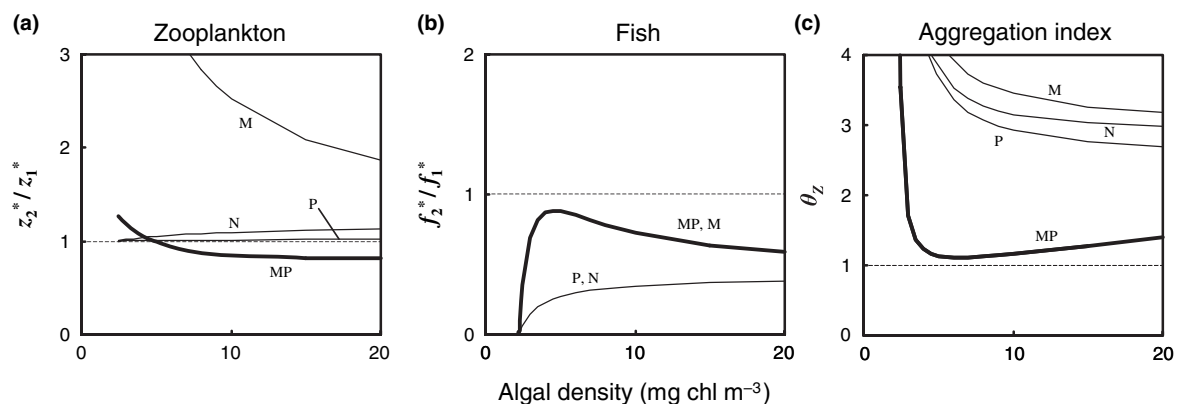 (a) Zooplankton
z₂*/z₁*
3
2
1
0
M
N
P
MP
0 10 20
(b) Fish
f₂*/f₁*
2
1
0
MP, M
P, N
0 10 20
Algal density (mg chl m⁻³)
(c) Aggregation index
θ_Z
4
3
2
1
0
M
N
P
MP
0 10 20